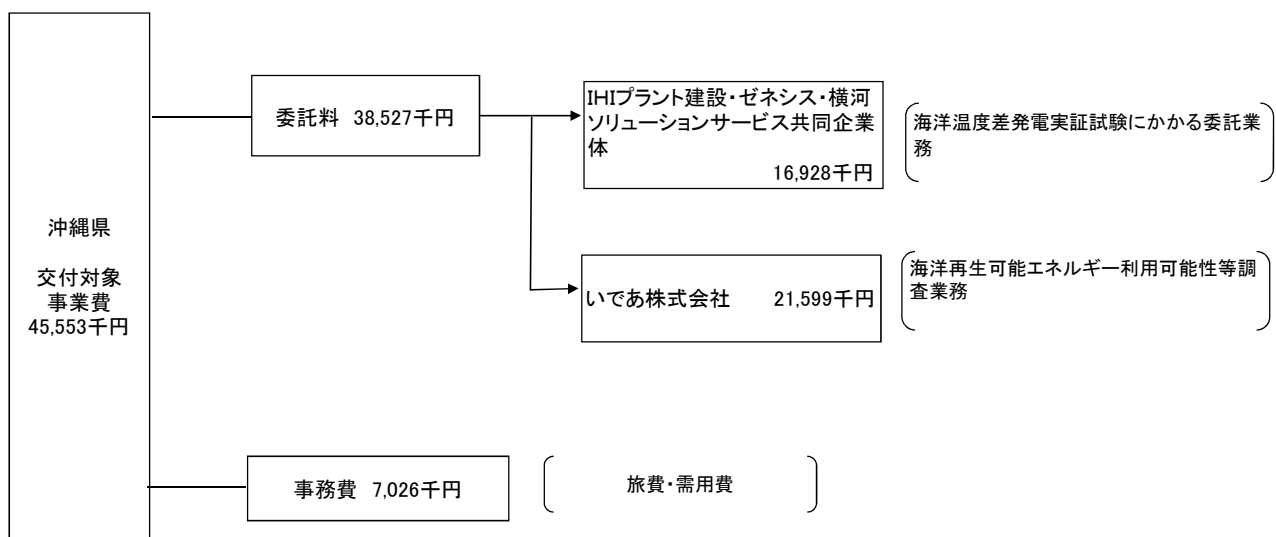 沖縄県
交付対象
事業費
45,553千円
委託料 38,527千円
IHIプラント建設・ゼネシス・横河
ソリューションサービス共同企業
体
16,928千円
海洋温度差発電実証試験にかかる委託業
務
いであ株式会社 21,599千円
海洋再生可能エネルギー利用可能性等調
査業務
事務費 7,026千円
旅費・需用費